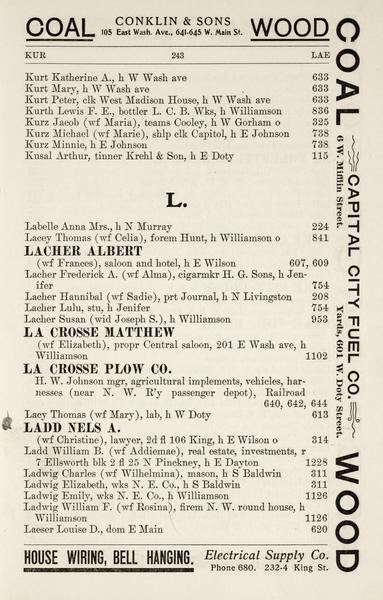 COAL CONKLIN & SONS WOOD
105 East Wash. Ave., 641-645 W. Main St.
KUR 243 LAE
Kurt Katherine A., h W Wash ave 633
Kurt Mary, h W Wash ave 633
Kurt Peter, clk West Madison House, h W Wash ave 633
Kurth Lewis F. E., bottler L. C. B. Wks, h Williamson 836
Kurz Jacob (wf Maria), teams Cooley, h W Gorham o 325
Kurz Michael (wf Marie), shlp clk Capitol, h E Johnson 738
Kurz Minnie, h E Johnson 738
Kusal Arthur, tinner Krehl & Son, h E Doty 115
L.
Labelle Anna Mrs., h N Murray 224
Lacey Thomas (wf Celia), forem Hunt, h Williamson o 841
LACHER ALBERT
(wf Frances), saloon and hotel, h E Wilson 607, 609
Lacher Frederick A. (wf Alma), cigarmkr H. G. Sons, h Jen-
ifer 754
Lacher Hannibal (wf Sadie), prt Journal, h N Livingston 208
Lacher Lulu, stu, h Jenifer 754
Lacher Susan (wid Joseph S.), h Williamson 953
LA CROSSE MATTHEW
(wf Elizabeth), propr Central saloon, 201 E Wash ave, h
Williamson 1102
LA CROSSE PLOW CO.
H. W. Johnson mgr, agricultural implements, vehicles, har-
nesses (near N. W. R'y passenger depot), Railroad
640, 642, 644
Lacy Thomas (wf Mary), lab, h W Doty 613
LADD NELS A.
(wf Christine), lawyer, 2d fl 106 King, h E Wilson o 314
Ladd William B. (wf Addiemae), real estate, investments, r
7 Ellsworth blk 2 fl 25 N Pinckney, h E Dayton 1228
Ladwig Charles (wf Wilhelmina), mason, h S Baldwin 311
Ladwig Elizabeth, wks N. E. Co., h S Baldwin 311
Ladwig Emily, wks N. E. Co., h Williamson 1126
Ladwig William F. (wf Rosina), firem N. W. round house, h
Williamson 1126
Laeser Louise D., dom E Main 620
HOUSE WIRING, BELL HANGING. Electrical Supply Co.
Phone 680. 232-4 King St.
COAL CAPITAL CITY FUEL CO. WOOD
6 W. Mifflin Street. Yards, 601 W. Doty Street.